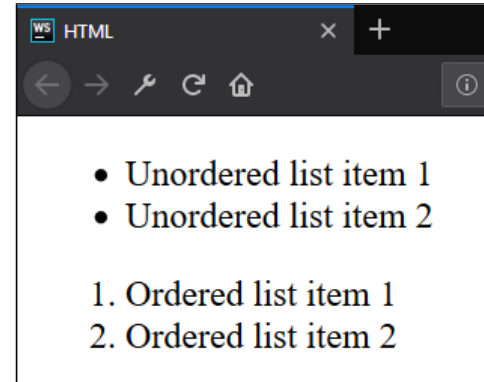 WS HTML
• Unordered list item 1
• Unordered list item 2
1. Ordered list item 1
2. Ordered list item 2